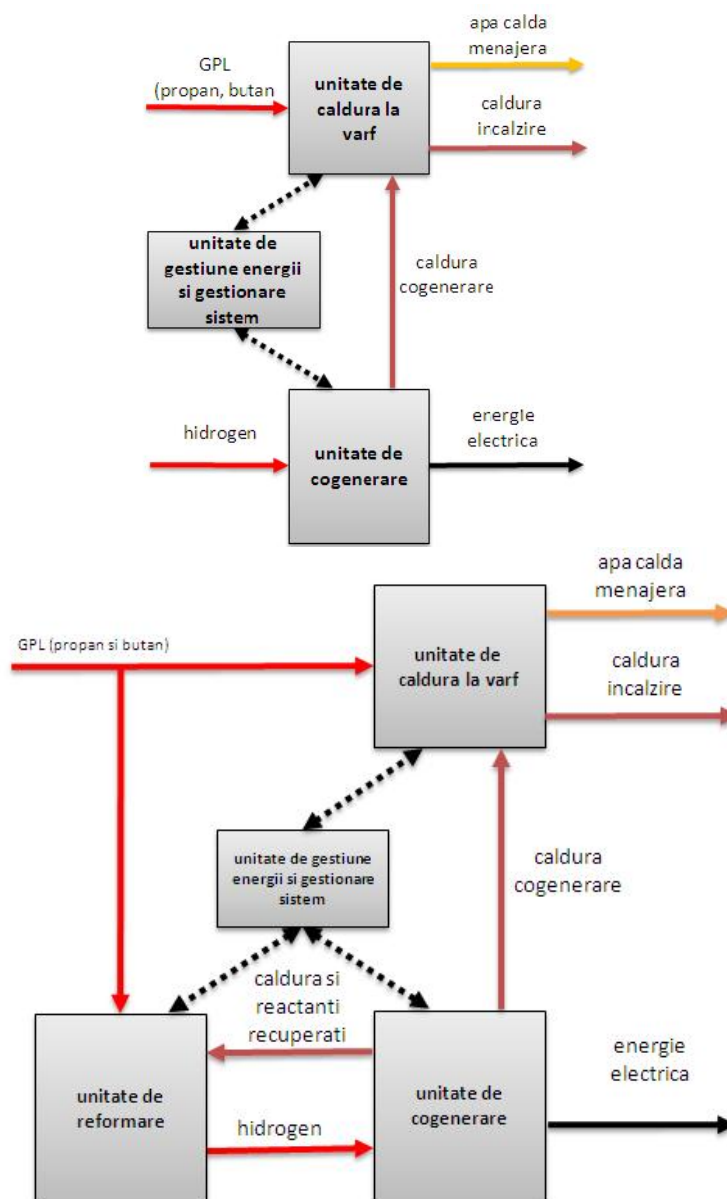 apa calda
menajera
GPL
(propan, butan
unitate de
caldura la
varf
caldura
incalzire
unitate de
gestiune energii
si gestionare
sistem
caldura
cogenerare
hidrogen
unitate de
cogenerare
energie
electrica
apa calda
menajera
GPL (propan si butan)
unitate de
caldura la varf
caldura
incalzire
unitate de gestiune
energii si gestionare
sistem
caldura
cogenerare
caldura si
reactanti
recuperati
unitate de
reformare
hidrogen
unitate de
cogenerare
energie
electrica